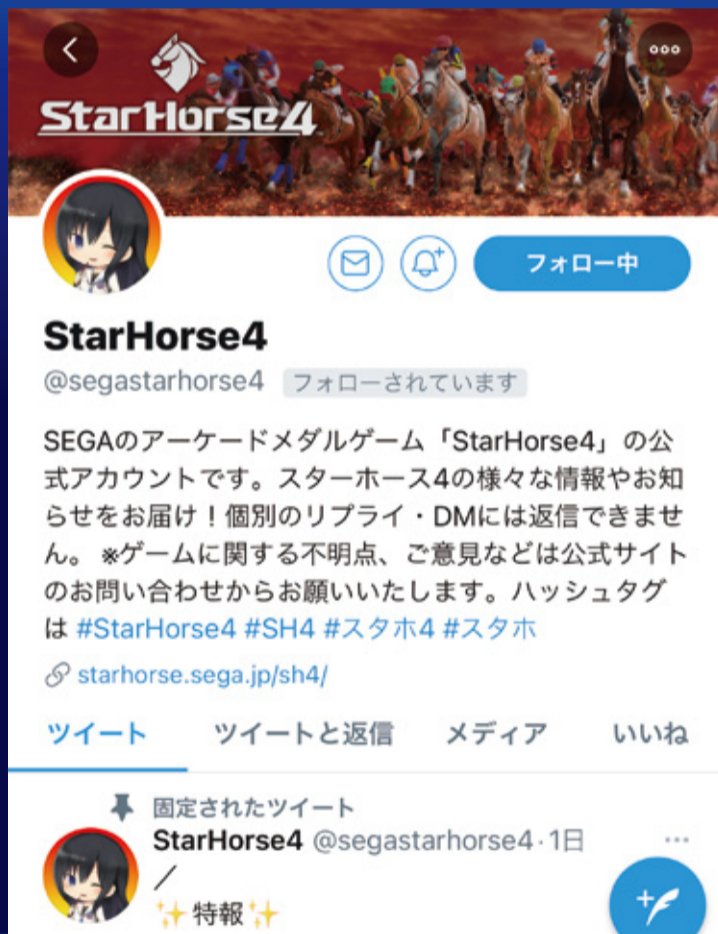 StarHorse4
フォロー中
StarHorse4
@segastarhorse4 フォローされています
SEGAのアーケードメダルゲーム「StarHorse4」の公
式アカウントです。スターホース4の様々な情報やお知
らせをお届け！個別のリプライ・DMには返信できませ
ん。 ※ゲームに関する不明点、ご意見などは公式サイト
のお問い合わせからお願いいたします。ハッシュタグ
は #StarHorse4 #SH4 #スタホ4 #スタホ
starhorse.sega.jp/sh4/
ツイート ツイートと返信 メディア いいね
固定されたツイート
StarHorse4 @segastarhorse4·1日
／
✨特報✨